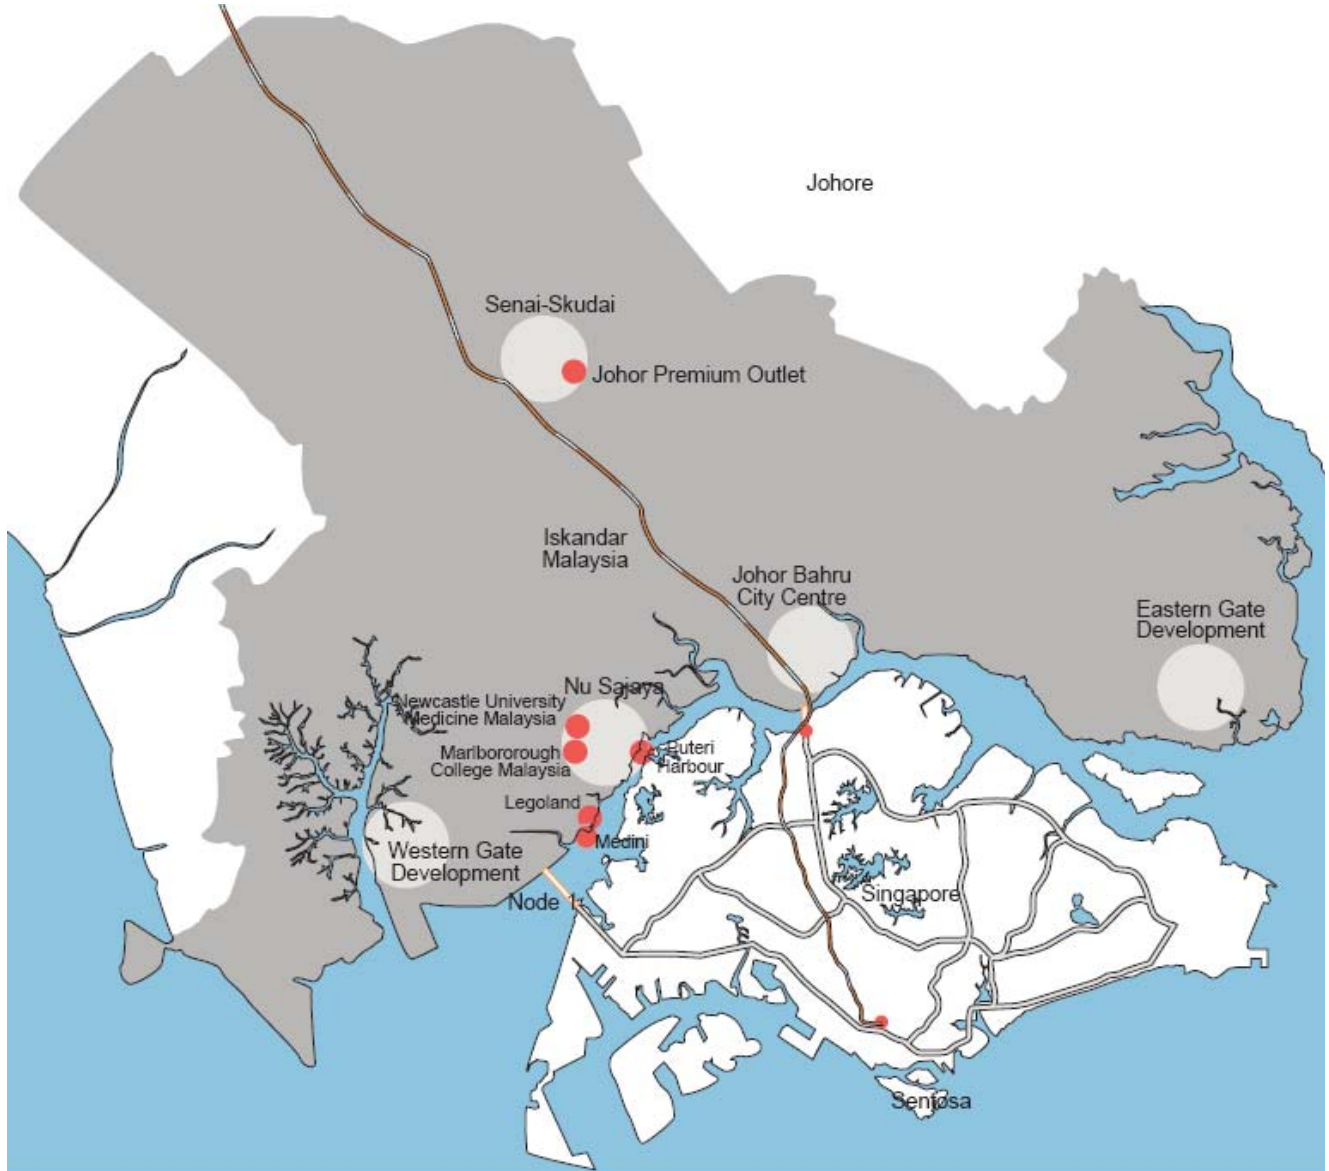 Johore
Senai-Skudai
Johor Premium Outlet
Iskandar
Malaysia
Johor Bahru
City Centre
Eastern Gate
Development
Nu Sajaya
Newcastle University
Medicine Malaysia
Marlbororough
College Malaysia
Puteri
Harbour
Legoland
Medini
Western Gate
Development
Node 1
Singapore
Sentosa